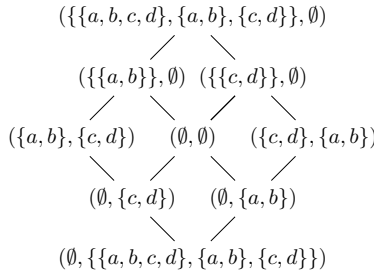 ({{a, b, c, d}, {a, b}, {c, d}}, ∅)
({{a, b}}, ∅) ({{c, d}}, ∅)
({a, b}, {c, d}) (∅, ∅) ({c, d}, {a, b})
(∅, {c, d}) (∅, {a, b})
(∅, {{a, b, c, d}, {a, b}, {c, d}})